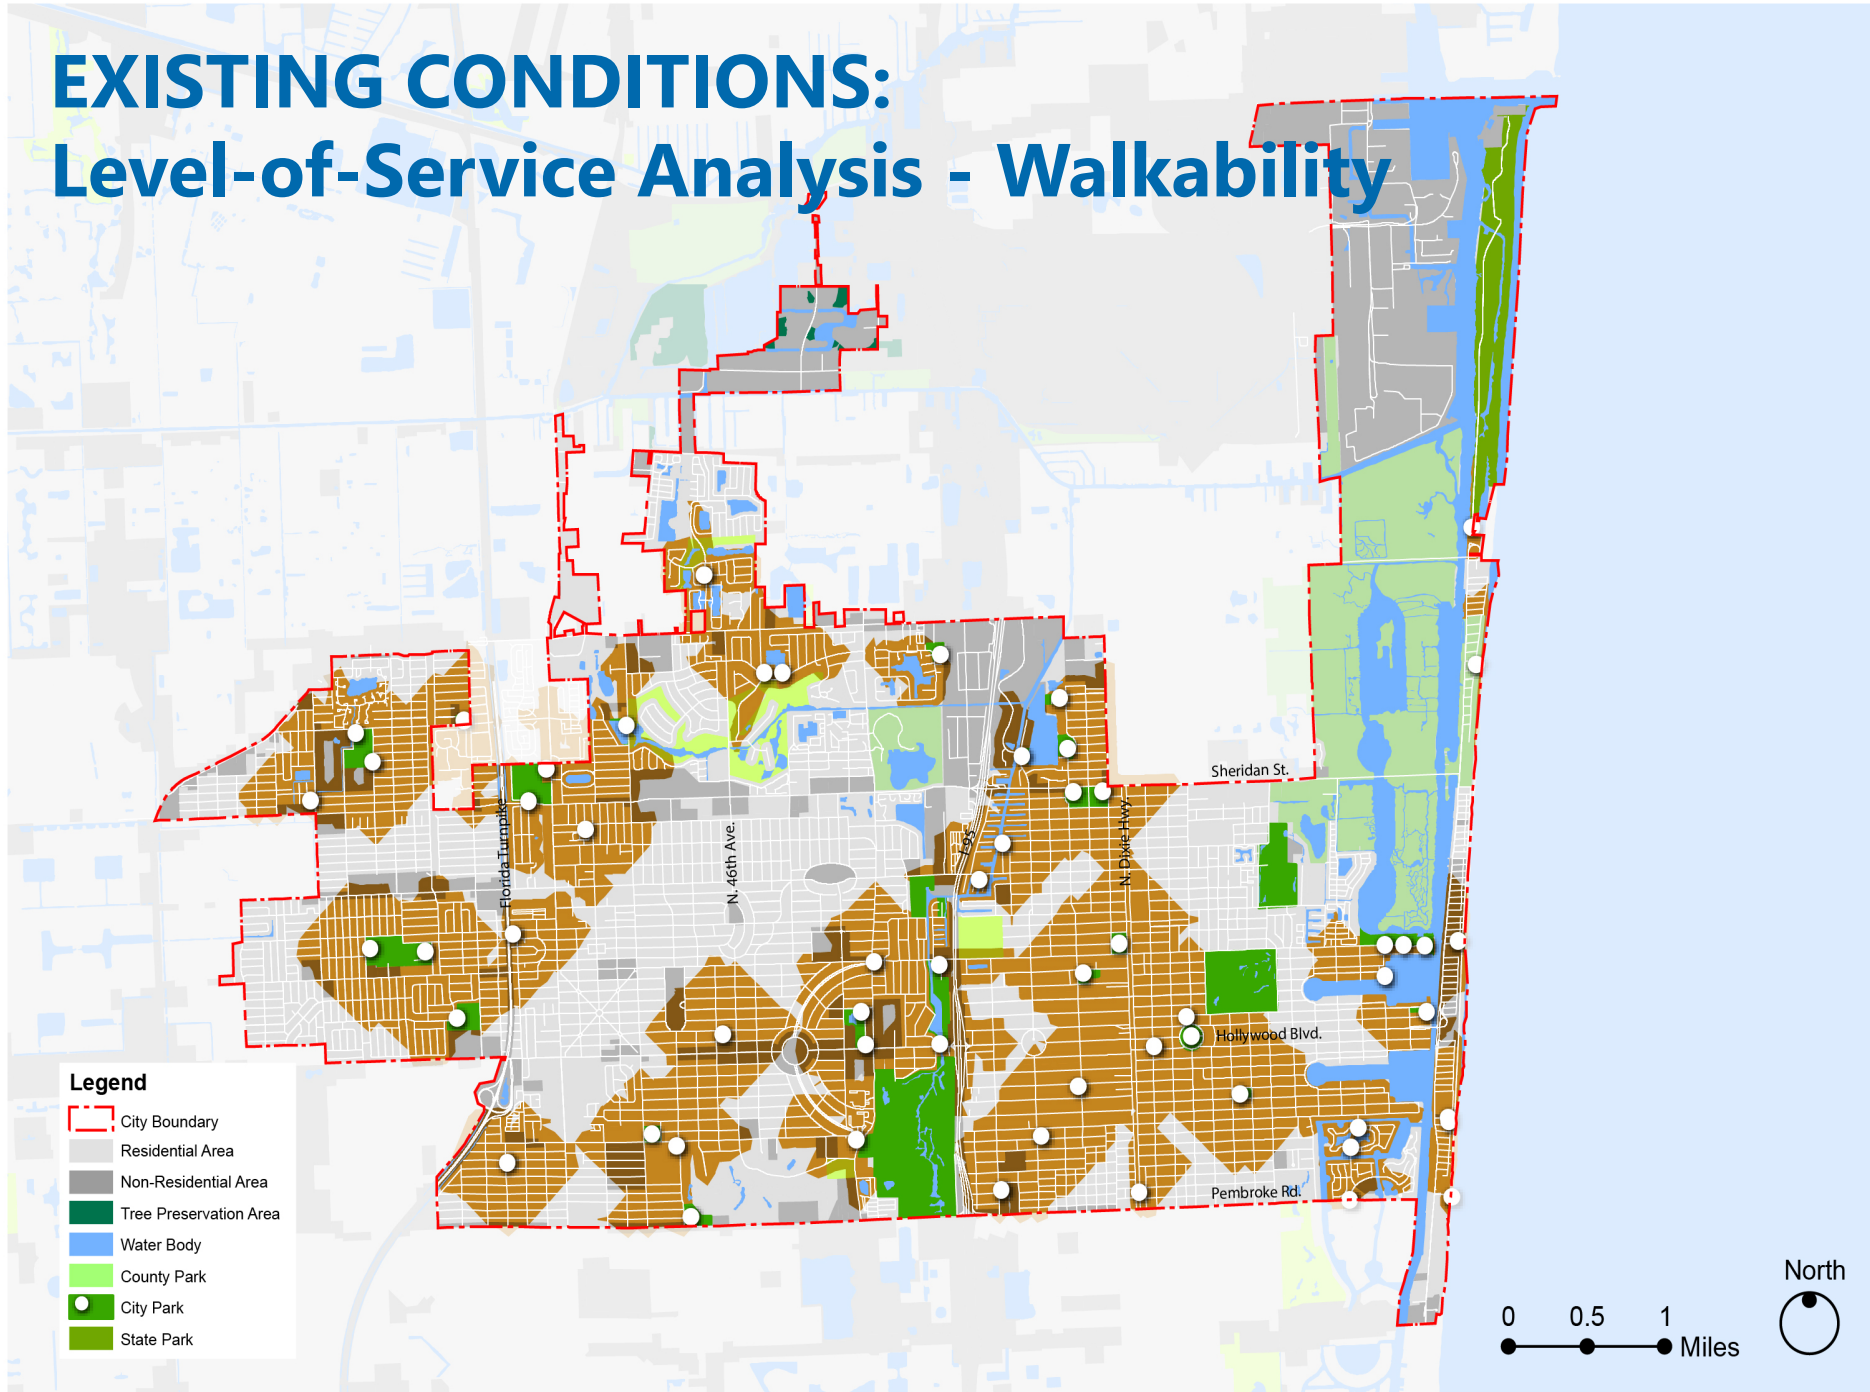 EXISTING CONDITIONS:
Level-of-Service Analysis - Walkability
Sheridan St.
Florida Turnpike
N. 46th Ave.
I-95
N. Dixie Hwy.
Hollywood Blvd.
Pembroke Rd.
Legend
City Boundary
Residential Area
Non-Residential Area
Tree Preservation Area
Water Body
County Park
City Park
State Park
North
0 0.5 1
Miles